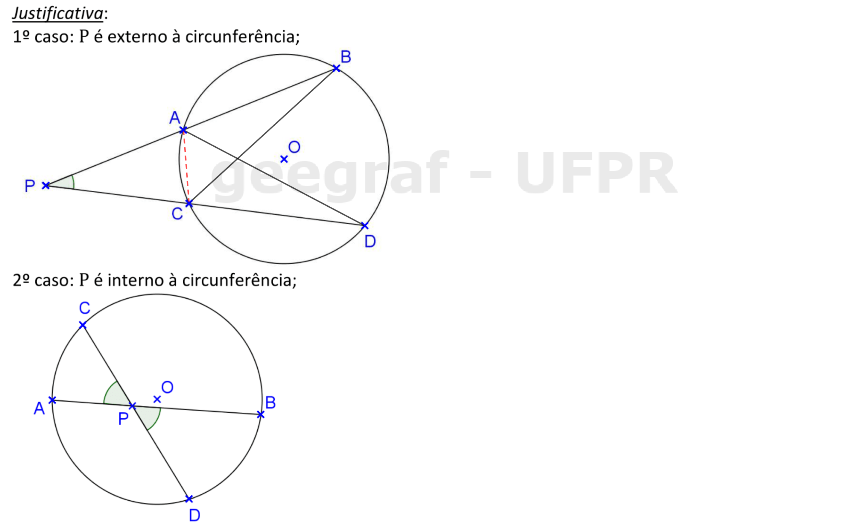 Justificativa:
1º caso: P é externo à circunferência;
B
A
O
P
geegraf - UFPR
C
D
2º caso: P é interno à circunferência;
C
O
A
B
P
D